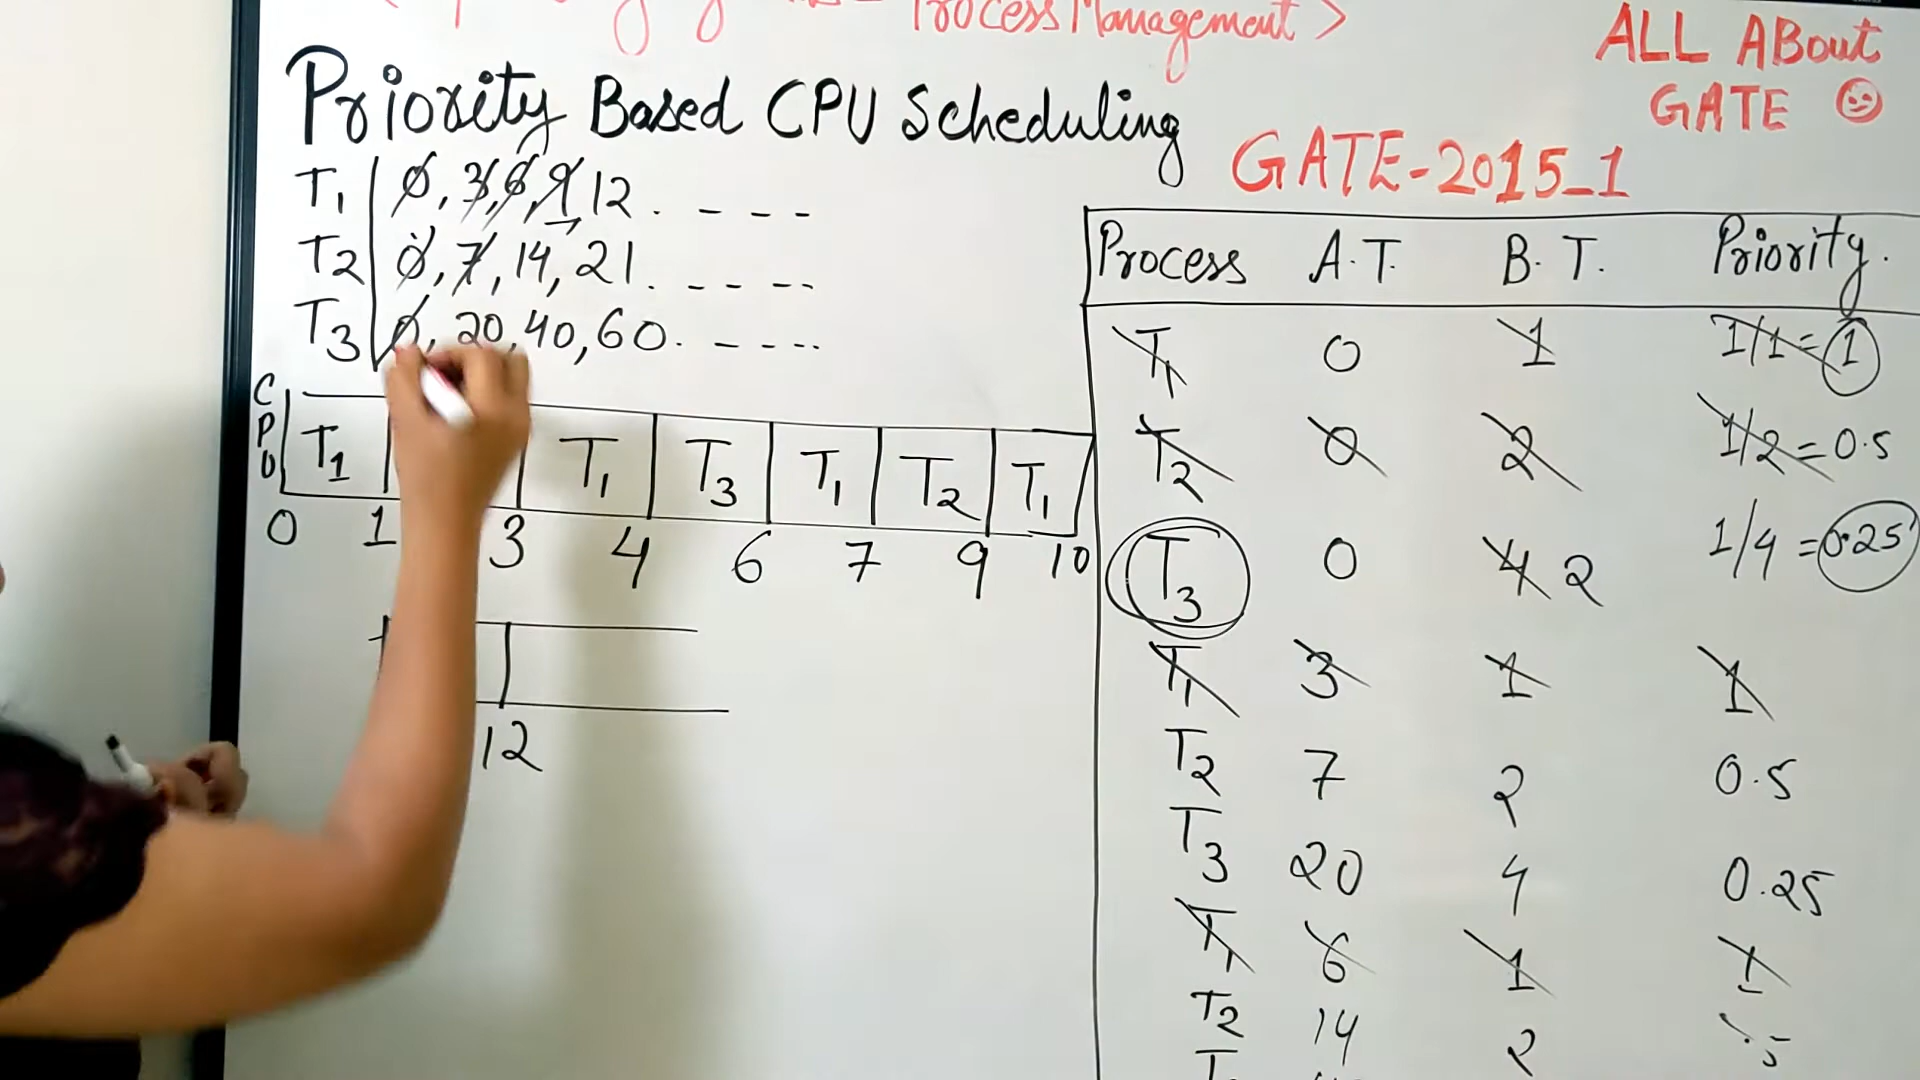 Process Management >
ALL ABout
GATE
Priority Based CPU Scheduling
GATE-2015_1
T1 | 0, 3, 6, 9, 12 . - - - -
T2 | 0, 7, 14, 21 . - - - -
T3 | 0, 20, 40, 60 . - - - -
CPU
T1 T1 T3 T1 T2 T1
0 1 3 4 6 7 9 10
12
Process A.T. B.T. Priority.
T1 0 1 1/1 = 1
T2 0 2 1/2 = 0.5
T3 0 4 2 1/4 = 0.25
T1 3 1 1
T2 7 2 0.5
T3 20 4 0.25
T1 6 1 1
T2 14 2 .5